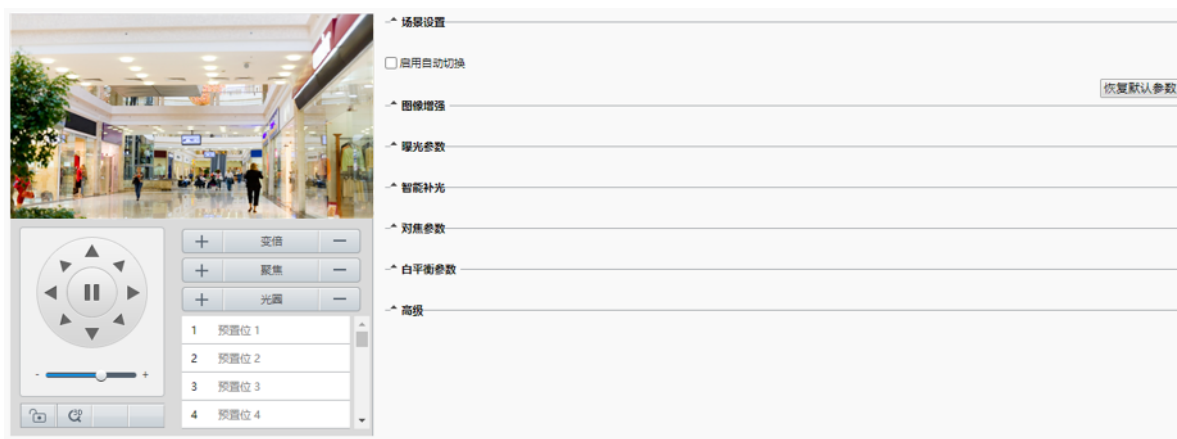 场景设置
启用自动切换
恢复默认参数
图像增强
曝光参数
智能补光
对焦参数
白平衡参数
高级
+ 变倍 −
+ 聚焦 −
+ 光圈 −
1 预置位 1
2 预置位 2
3 预置位 3
4 预置位 4
- +
3D